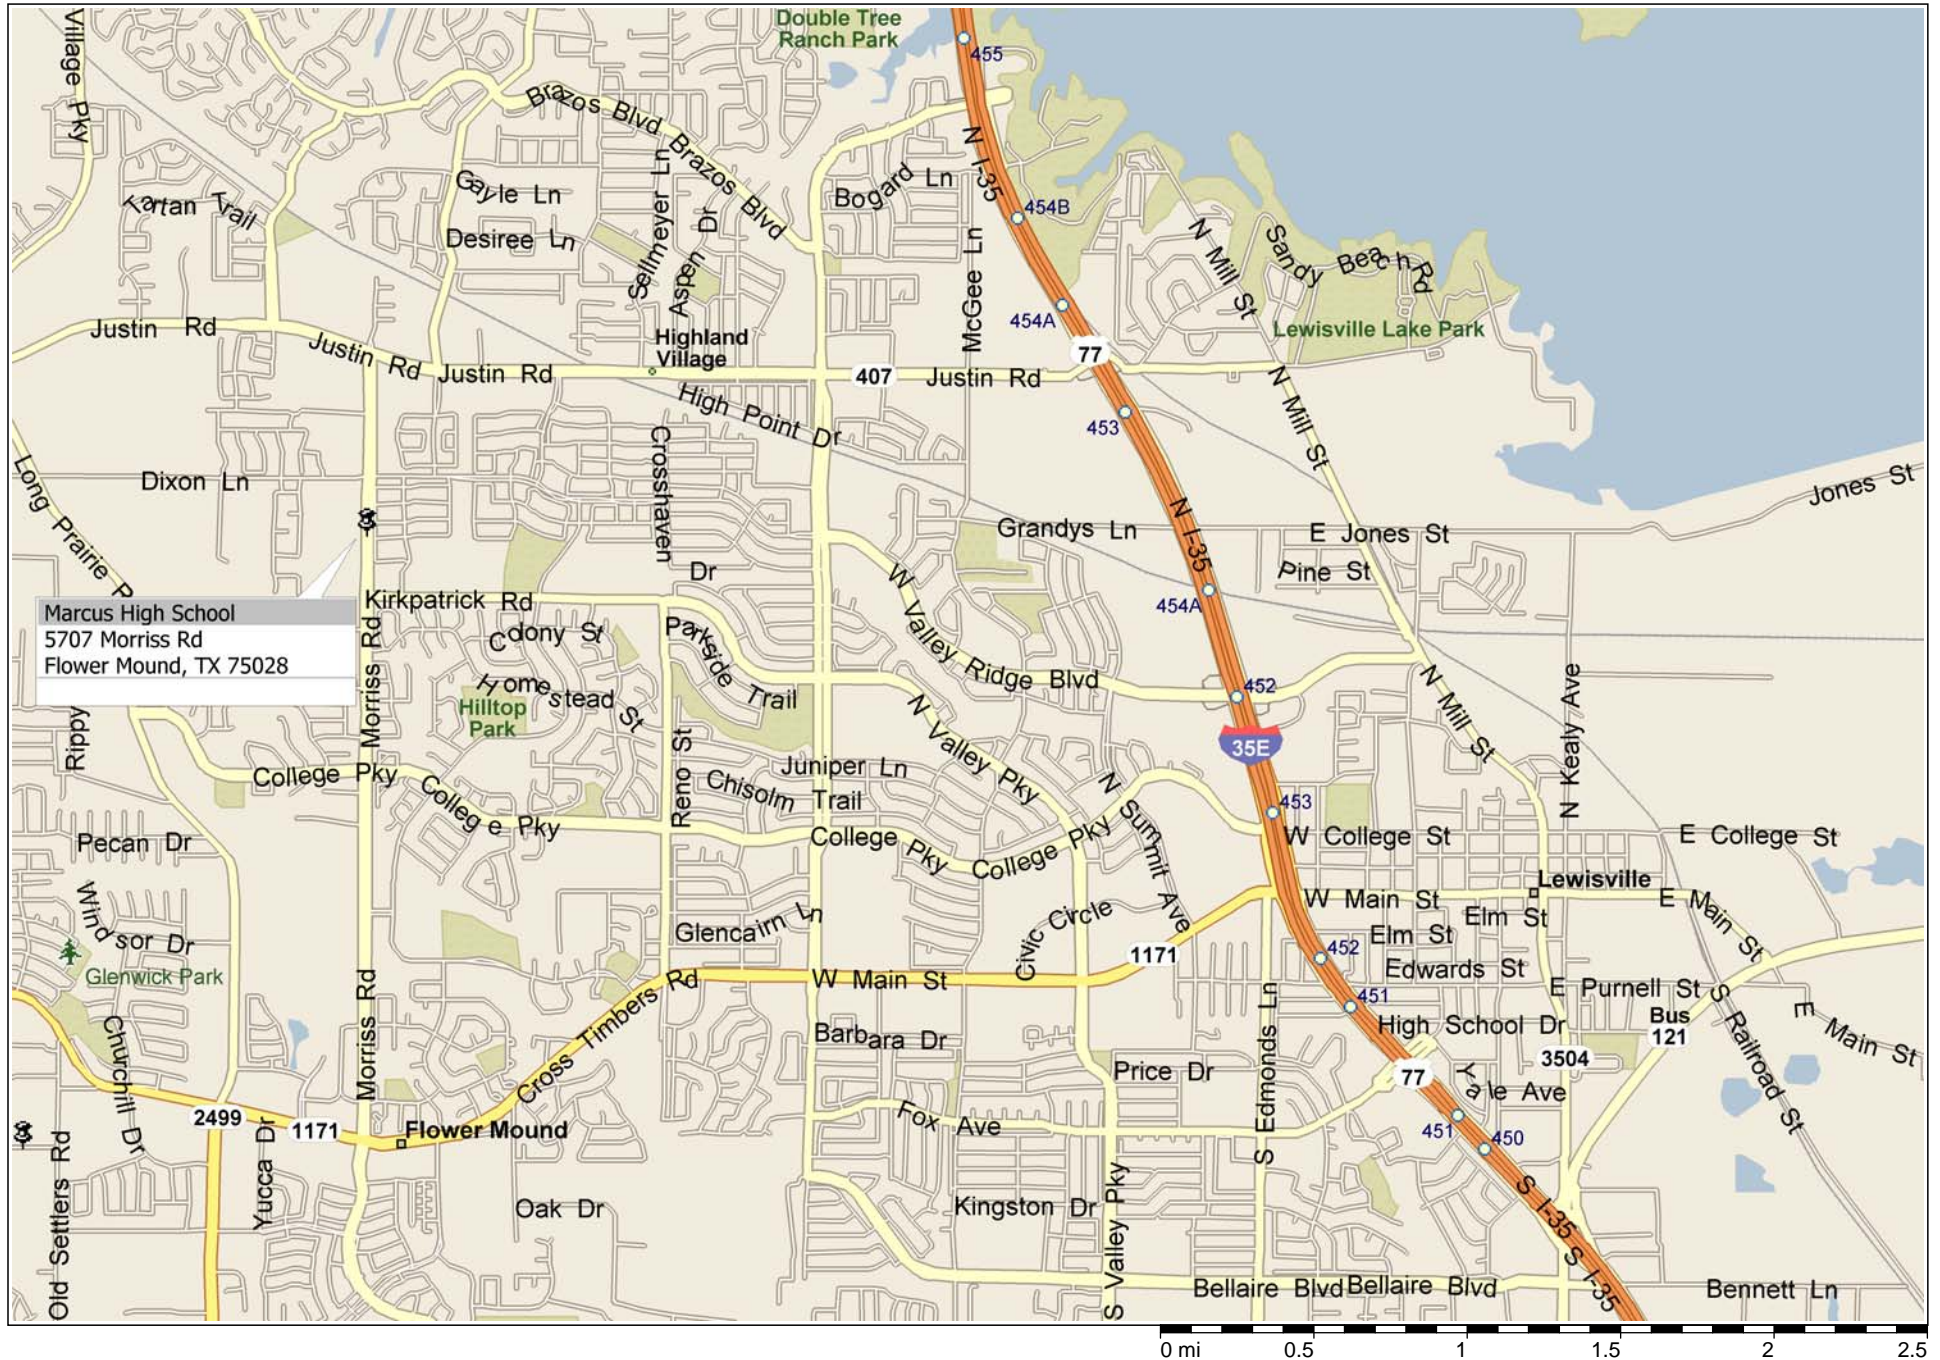 Double Tree
Ranch Park
455
Village Pky
Brazos Blvd
Brazos Blvd
N I-35
Bogard Ln
Gayle Ln
Sellmeyer Ln
Tartan Trail
454B
Aspen Dr
Desiree Ln
McGee Ln
N Mill St
Sandy Beach Rd
454A
Lewisville Lake Park
Justin Rd
Justin Rd
Highland
Village
77
Justin Rd
407
Justin Rd
N Mill St
High Point Dr
453
Crosshaven
Dr
Dixon Ln
Long Prairie R
Jones St
Grandys Ln
N I-35
E Jones St
Pine St
W Valley Ridge Blvd
454A
Marcus High School
5707 Morriss Rd
Flower Mound, TX 75028
Kirkpatrick Rd
Colony St
Parkside Trail
Morriss Rd
Homestead St
Hilltop
Park
Rippy
452
N Mill St
N Kealy Ave
N Valley Pky
Reno St
35E
College Pky
College Pky
Juniper Ln
Chisolm Trail
N Summit Ave
453
Pecan Dr
College Pky
College Pky
W College St
E College St
Lewisville
Windsor Dr
W Main St
E Main St
Elm St
Glencairn Ln
Civic Circle
Elm St
1171
452
Glenwick Park
Morriss Rd
Cross Timbers Rd
W Main St
Edwards St
451
E Purnell St
Bus
121
S Railroad St
E Main St
Churchill Dr
Barbara Dr
S Edmonds Ln
High School Dr
3504
Price Dr
77
Yale Ave
2499
1171
Flower Mound
Fox Ave
451
450
Yucca Dr
Old Settlers Rd
Oak Dr
Kingston Dr
S Valley Pky
S I-35
S I-35
Bellaire Blvd
Bellaire Blvd
Bennett Ln
0 mi 0.5 1 1.5 2 2.5